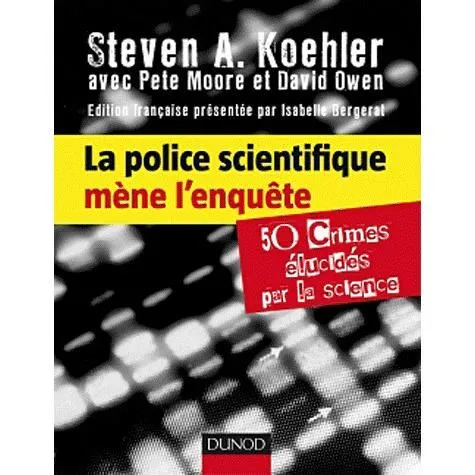 Steven A. Koehler
avec Pete Moore et David Owen
Edition française présentée par Isabelle Bergerat
La police scientifique
mène l'enquête
50 Crimes
élucidés
par la science
DUNOD